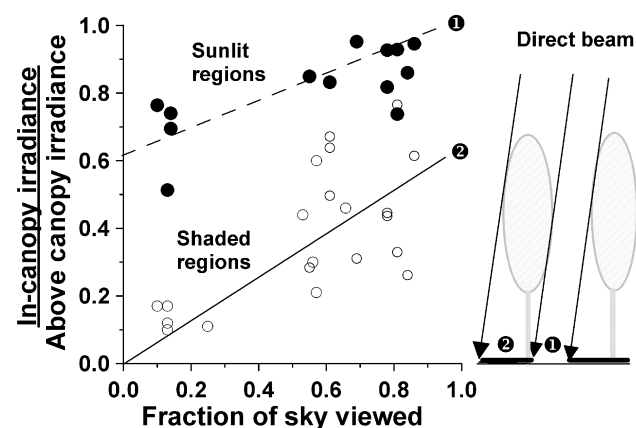 In-canopy irradiance
Above canopy irradiance
1.0
0.8
0.6
0.4
0.2
0.0
Sunlit
regions
❶
❷
Shaded
regions
0.0 0.2 0.4 0.6 0.8 1.0
Fraction of sky viewed
Direct beam
❷ ❶